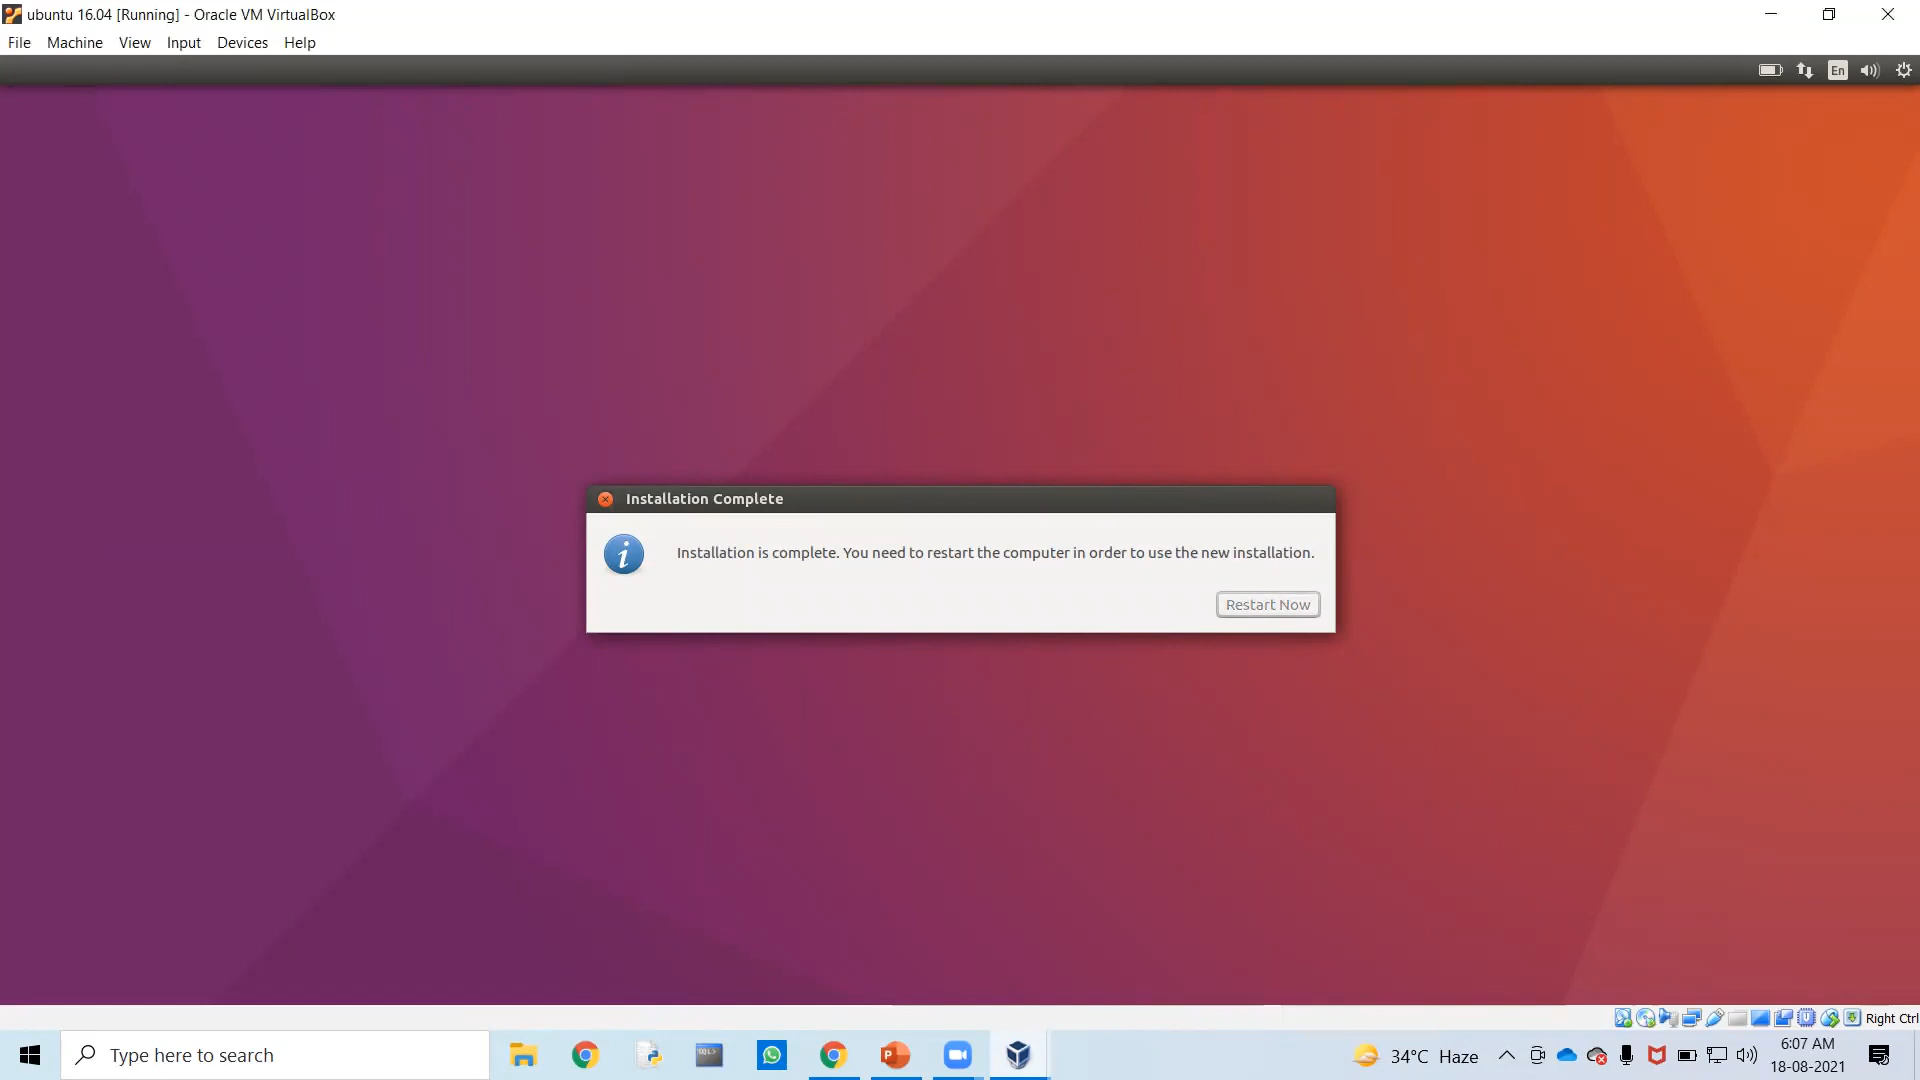 ubuntu 16.04 [Running] - Oracle VM VirtualBox
File Machine View Input Devices Help
En
Installation Complete
Installation is complete. You need to restart the computer in order to use the new installation.
Restart Now
Right Ctrl
Type here to search
34°C Haze
6:07 AM
18-08-2021